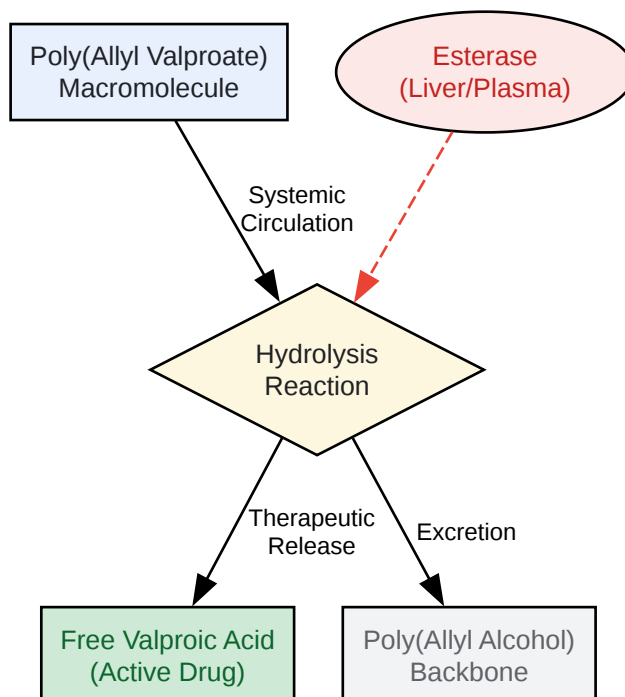 Poly(Allyl Valproate)
Macromolecule
Esterase
(Liver/Plasma)
Systemic
Circulation
Hydrolysis
Reaction
Therapeutic
Release
Excretion
Free Valproic Acid
(Active Drug)
Poly(Allyl Alcohol)
Backbone